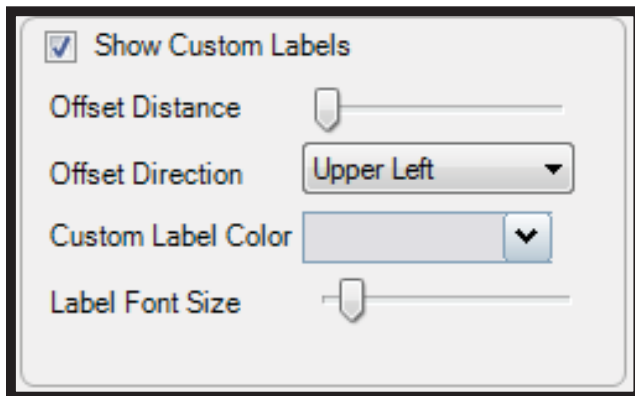 Show Custom Labels
Offset Distance
Offset Direction Upper Left
Custom Label Color
Label Font Size